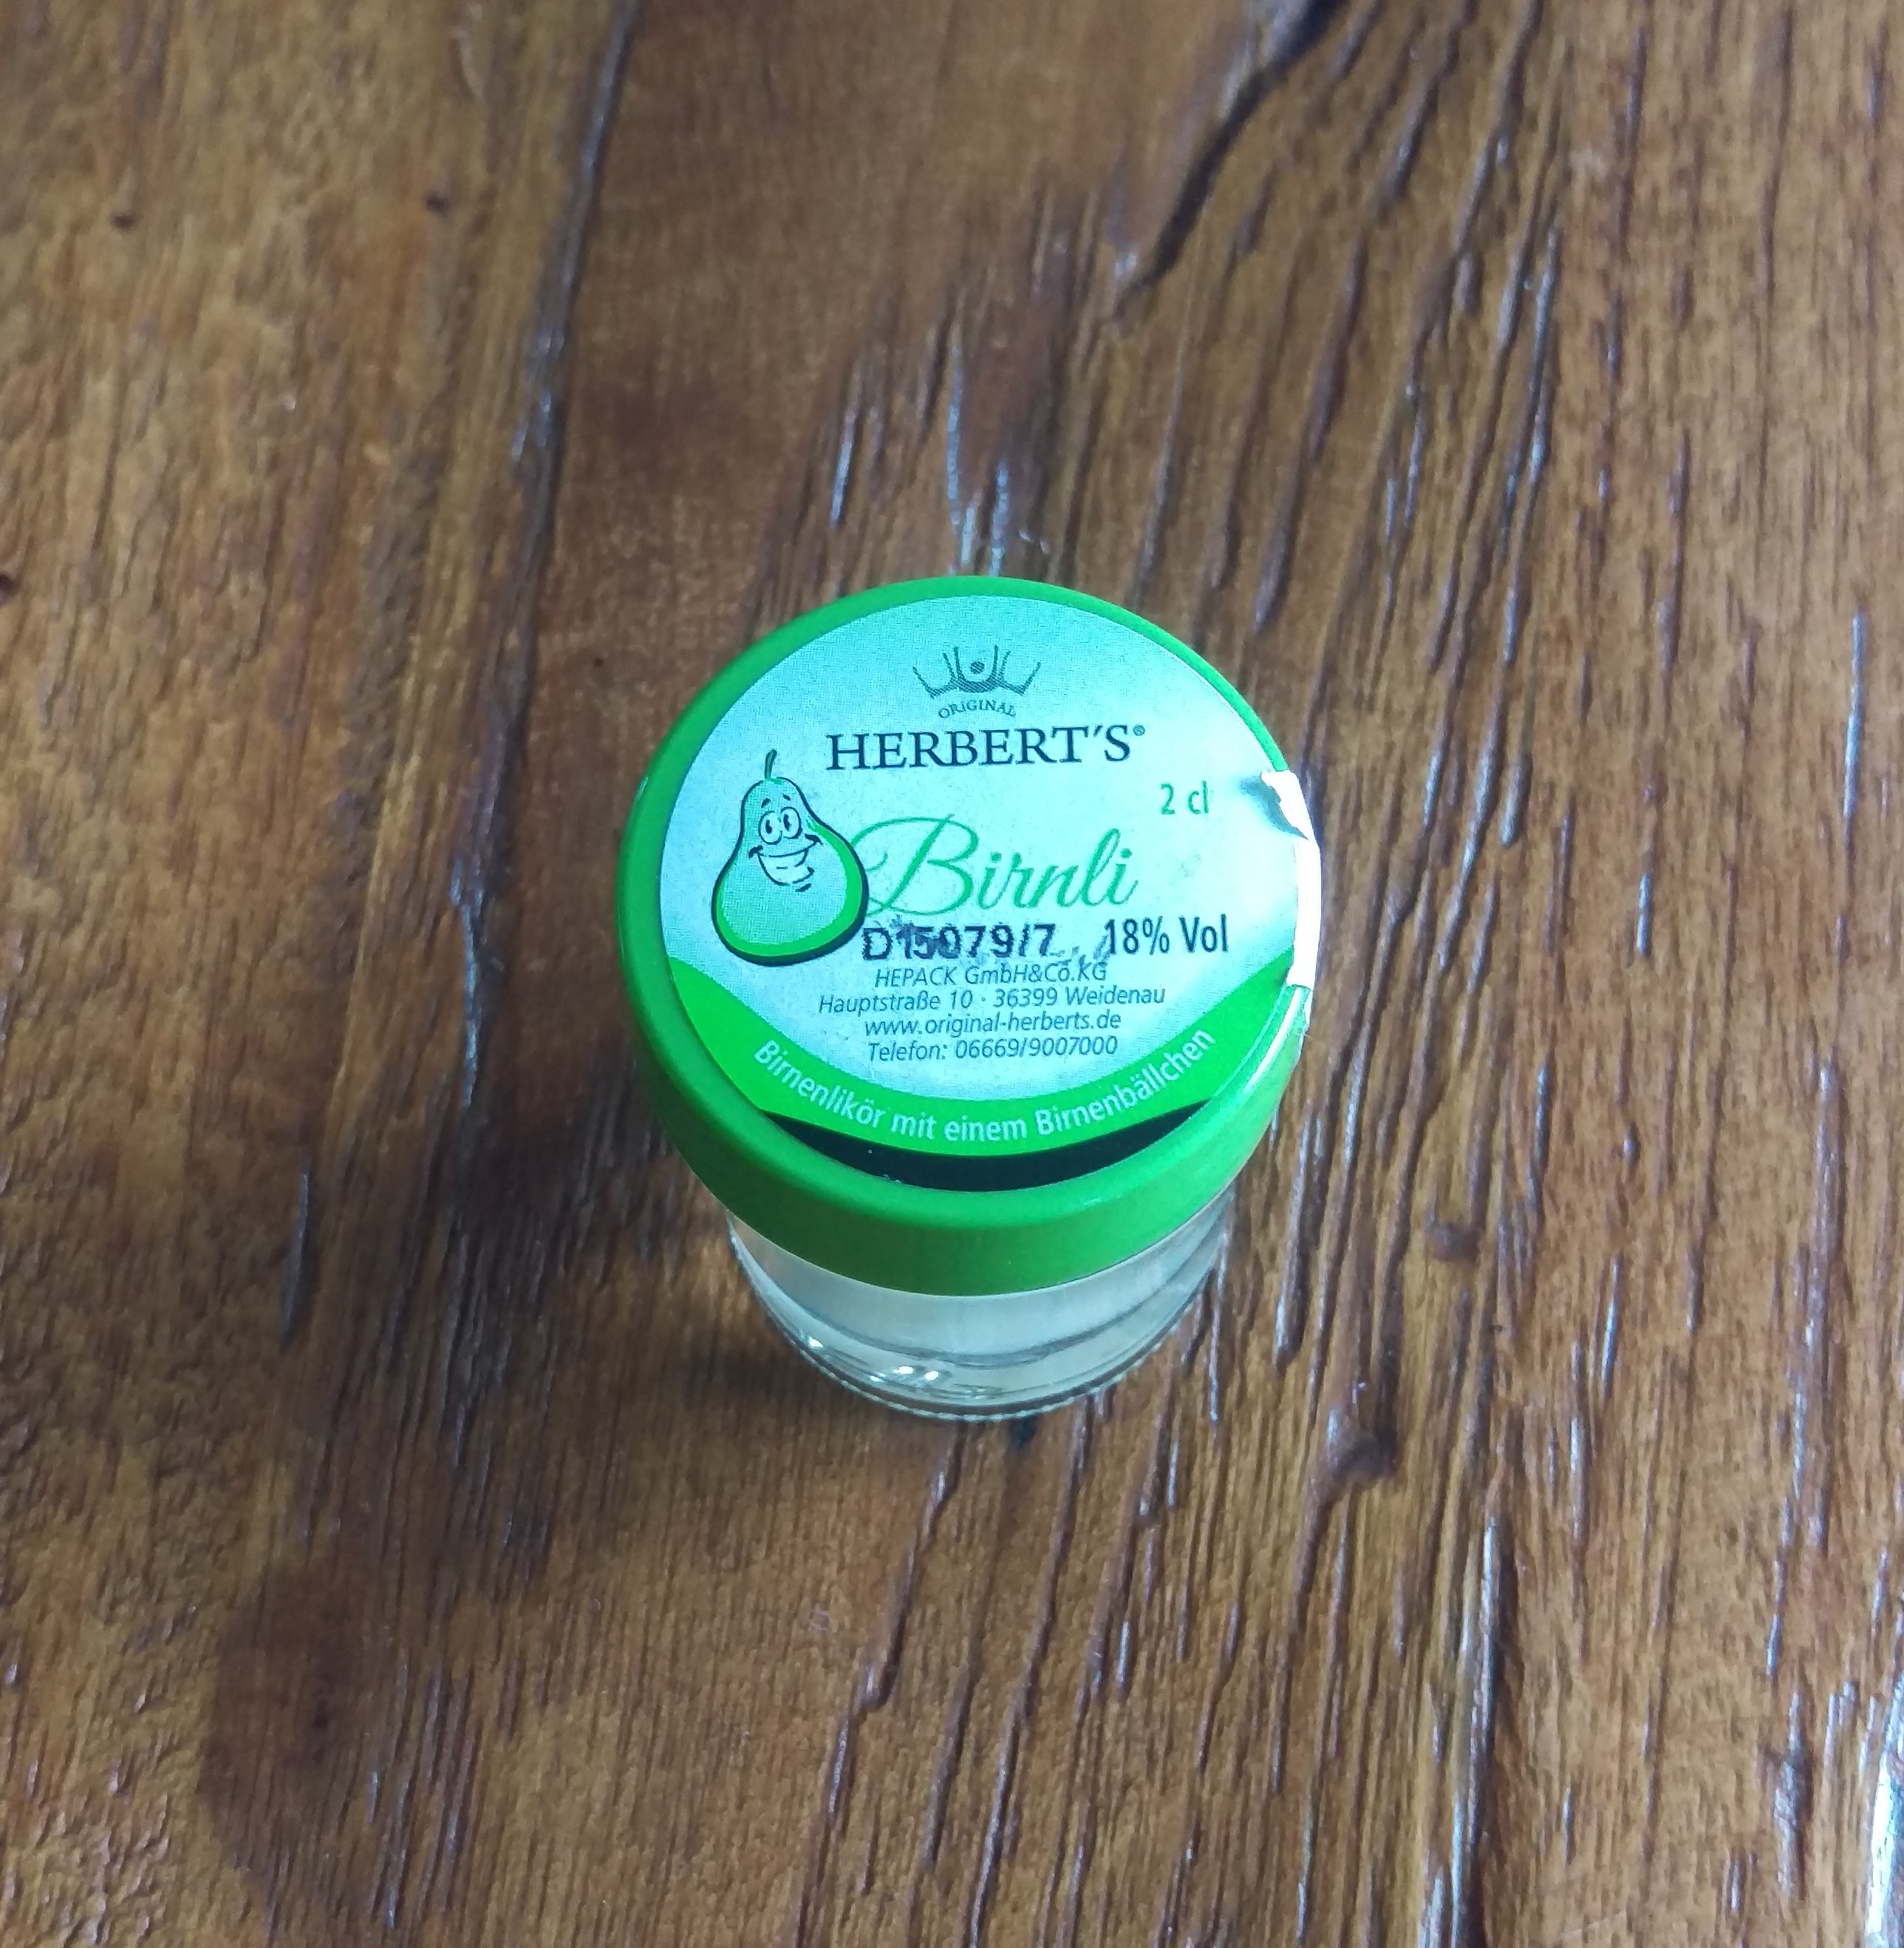 ORIGINAL
HERBERT'S®
2 cl
Birnli
D15079/7 18% Vol
HEPACK GmbH&Co.KG
Hauptstraße 10 · 36399 Weidenau
www.original-herberts.de
Telefon: 06669/9007000
Birnenlikör mit einem Birnenbällchen